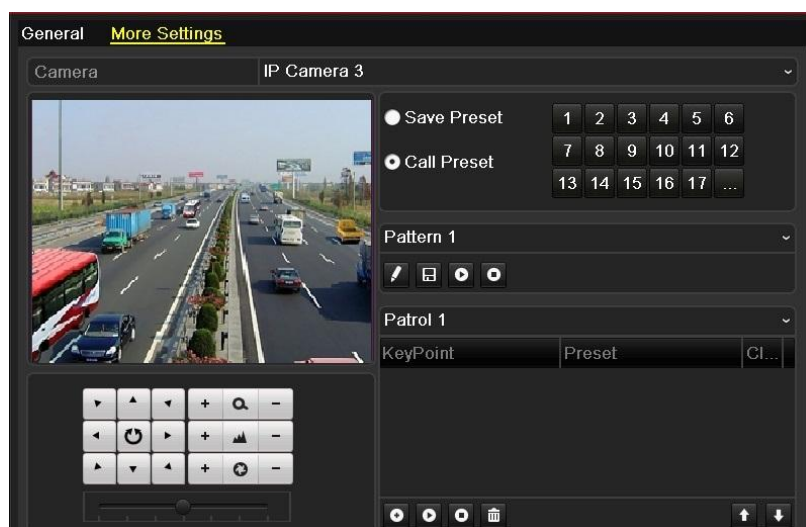 General More Settings
Camera IP Camera 3
Save Preset 1 2 3 4 5 6
Call Preset 7 8 9 10 11 12
13 14 15 16 17 ...
Pattern 1
Patrol 1
KeyPoint Preset Cl...